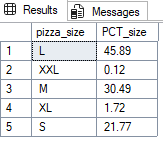 Results Messages
pizza_size PCT_size
1 L 45.89
2 XXL 0.12
3 M 30.49
4 XL 1.72
5 S 21.77